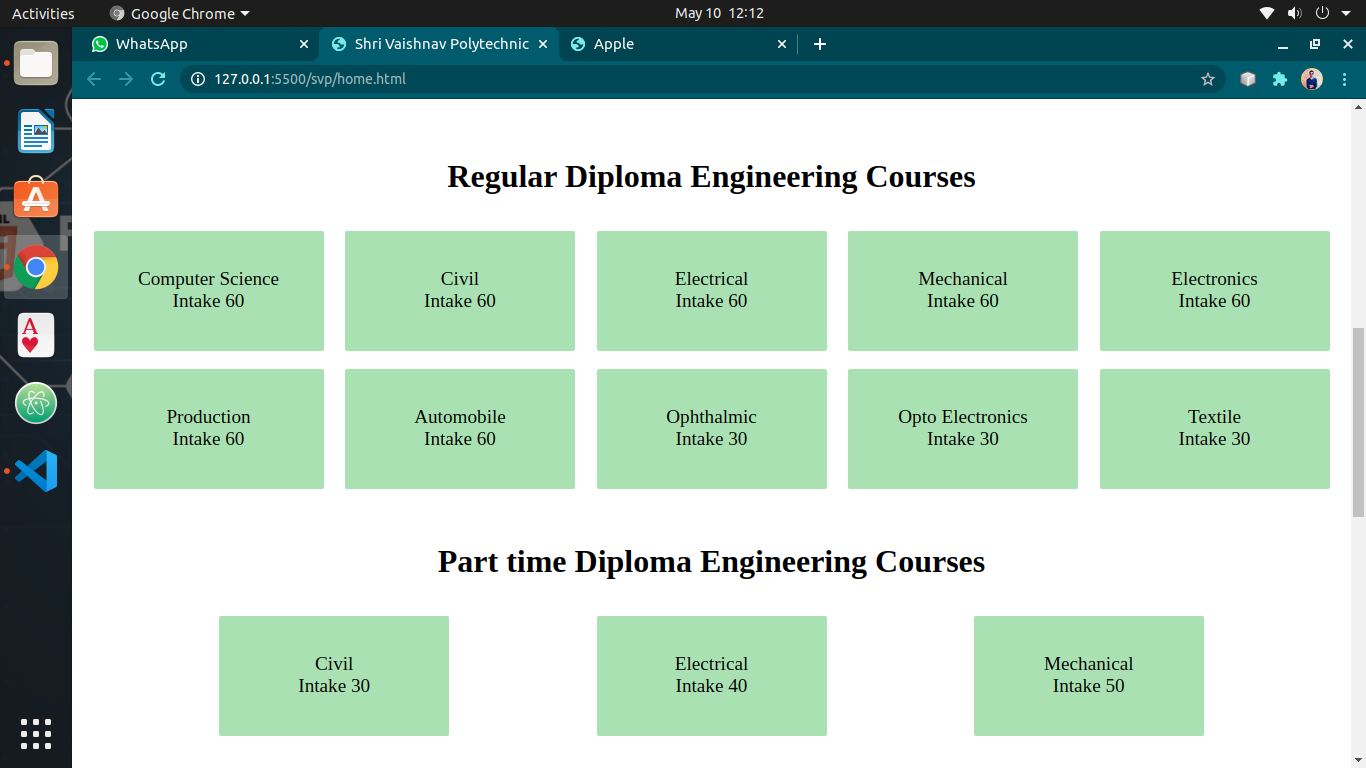 Activities
Google Chrome
May 10 12:12
WhatsApp
Shri Vaishnav Polytechnic
Apple
127.0.0.1:5500/svp/home.html
Regular Diploma Engineering Courses
Computer Science
Intake 60
Civil
Intake 60
Electrical
Intake 60
Mechanical
Intake 60
Electronics
Intake 60
Production
Intake 60
Automobile
Intake 60
Ophthalmic
Intake 30
Opto Electronics
Intake 30
Textile
Intake 30
Part time Diploma Engineering Courses
Civil
Intake 30
Electrical
Intake 40
Mechanical
Intake 50
A